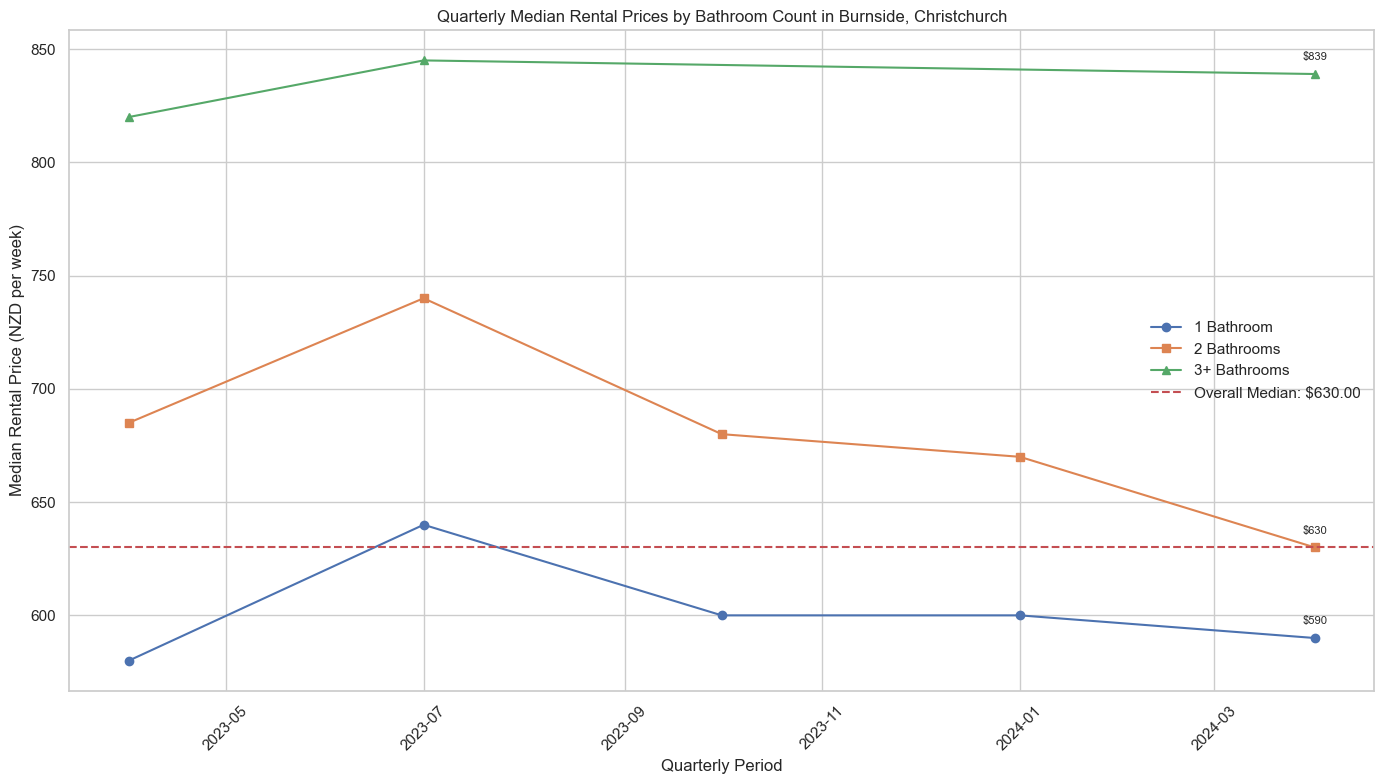 Quarterly Median Rental Prices by Bathroom Count in Burnside, Christchurch
Median Rental Price (NZD per week)
850
800
750
700
650
600
$839
$630
$590
1 Bathroom
2 Bathrooms
3+ Bathrooms
Overall Median: $630.00
2023-05
2023-07
2023-09
2023-11
2024-01
2024-03
Quarterly Period